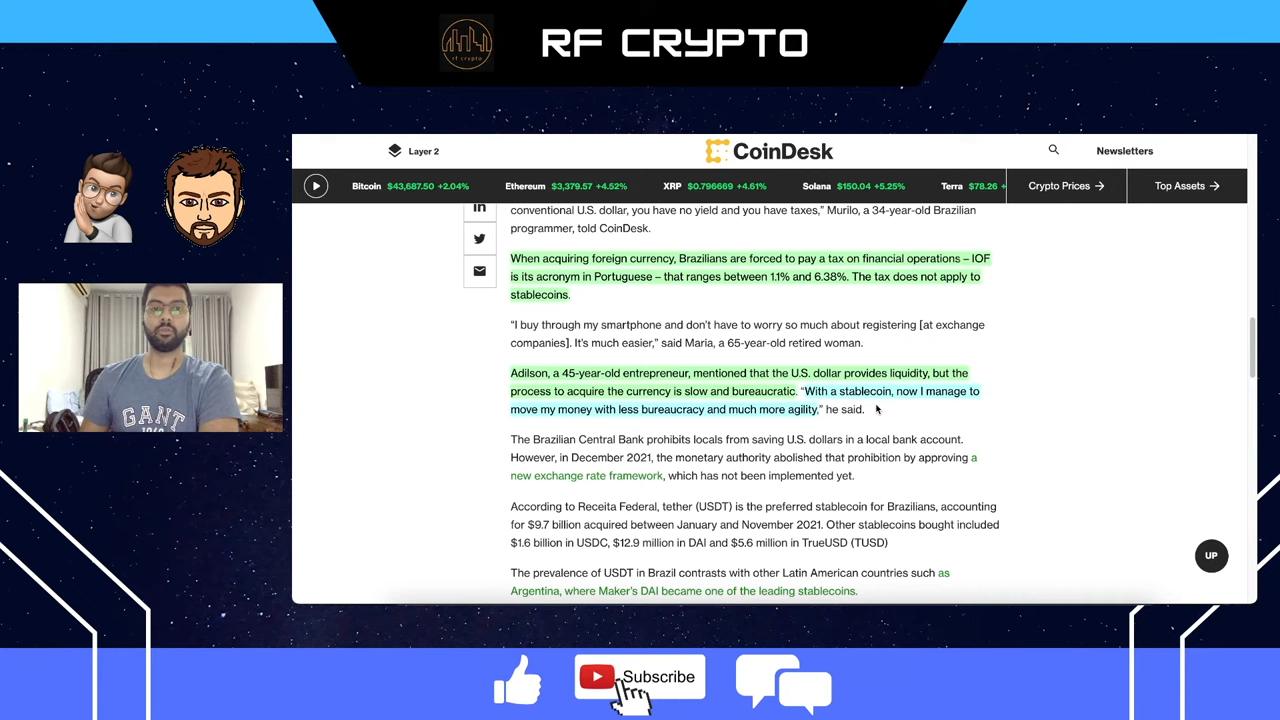 rf crypto
RF CRYPTO
Layer 2
CoinDesk
Newsletters
Bitcoin $43,687.50 +2.04% Ethereum $3,379.57 +4.52% XRP $0.796669 +4.61% Solana $150.04 +5.25% Terra $78.26 + Crypto Prices → Top Assets →
in
conventional U.S. dollar, you have no yield and you have taxes,” Murilo, a 34-year-old Brazilian
programmer, told CoinDesk.
When acquiring foreign currency, Brazilians are forced to pay a tax on financial operations – IOF
is its acronym in Portuguese – that ranges between 1.1% and 6.38%. The tax does not apply to
stablecoins.
“I buy through my smartphone and don’t have to worry so much about registering [at exchange
companies]. It’s much easier,” said Maria, a 65-year-old retired woman.
Adilson, a 45-year-old entrepreneur, mentioned that the U.S. dollar provides liquidity, but the
process to acquire the currency is slow and bureaucratic. “With a stablecoin, now I manage to
move my money with less bureaucracy and much more agility,” he said.
The Brazilian Central Bank prohibits locals from saving U.S. dollars in a local bank account.
However, in December 2021, the monetary authority abolished that prohibition by approving a
new exchange rate framework, which has not been implemented yet.
According to Receita Federal, tether (USDT) is the preferred stablecoin for Brazilians, accounting
for $9.7 billion acquired between January and November 2021. Other stablecoins bought included
$1.6 billion in USDC, $12.9 million in DAI and $5.6 million in TrueUSD (TUSD)
The prevalence of USDT in Brazil contrasts with other Latin American countries such as
Argentina, where Maker’s DAI became one of the leading stablecoins.
UP
GANT
Subscribe